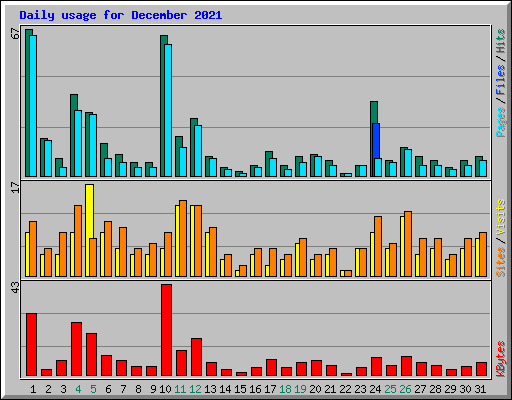 Daily usage for December 2021
67
17
43
Pages / Files / Hits
Sites / Visits
KBytes
1 2 3 4 5 6 7 8 9 10 11 12 13 14 15 16 17 18 19 20 21 22 23 24 25 26 27 28 29 30 31